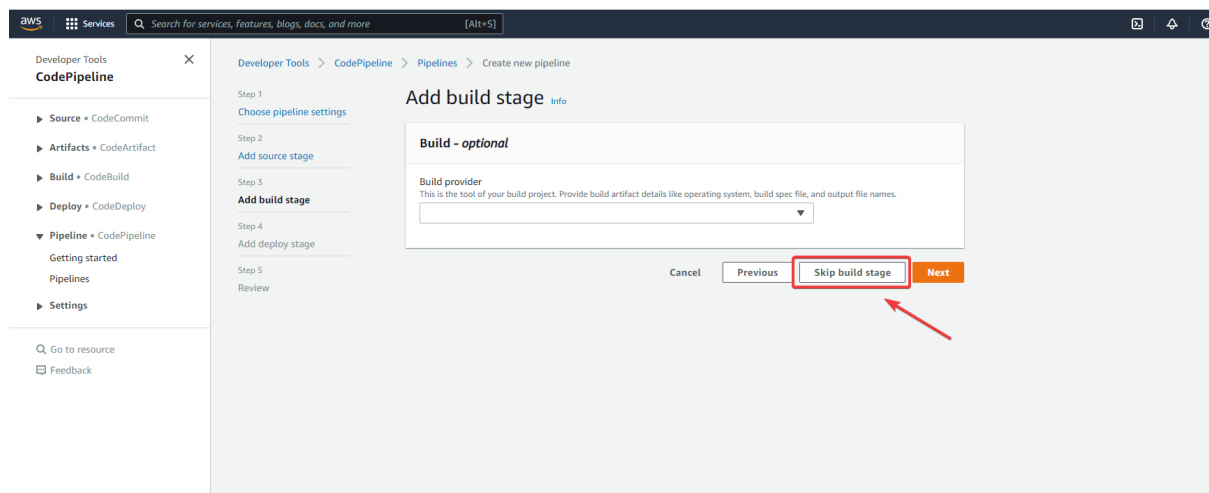 aws
Services
Search for services, features, blogs, docs, and more
[Alt+S]
Developer Tools
CodePipeline
Source • CodeCommit
Artifacts • CodeArtifact
Build • CodeBuild
Deploy • CodeDeploy
Pipeline • CodePipeline
Getting started
Pipelines
Settings
Go to resource
Feedback
Developer Tools > CodePipeline > Pipelines > Create new pipeline
Step 1
Choose pipeline settings
Step 2
Add source stage
Step 3
Add build stage
Step 4
Add deploy stage
Step 5
Review
Add build stage Info
Build - optional
Build provider
This is the tool of your build project. Provide build artifact details like operating system, build spec file, and output file names.
Cancel
Previous
Skip build stage
Next